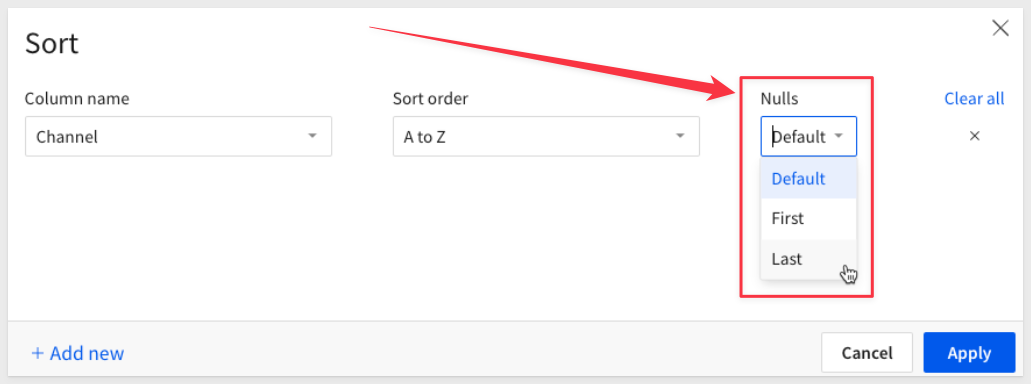 Sort
Column name Sort order Nulls Clear all
Channel A to Z Default
Default
First
Last
+ Add new Cancel Apply